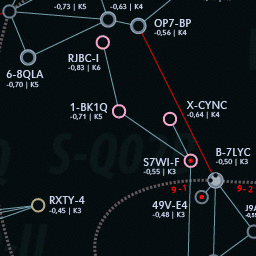 -0,73 | K5
-0,63 | K4
OP7-BP
-0,56 | K4
RJBC-I
-0,83 | K6
6-8QLA
-0,70 | K5
1-BK1Q
-0,71 | K5
X-CYNC
-0,64 | K4
B-7LYC
-0,50 | K3
S7WI-F
-0,55 | K3
9-1
9-2
RXTY-4
-0,45 | K3
49V-E4
-0,48 | K3
J9A